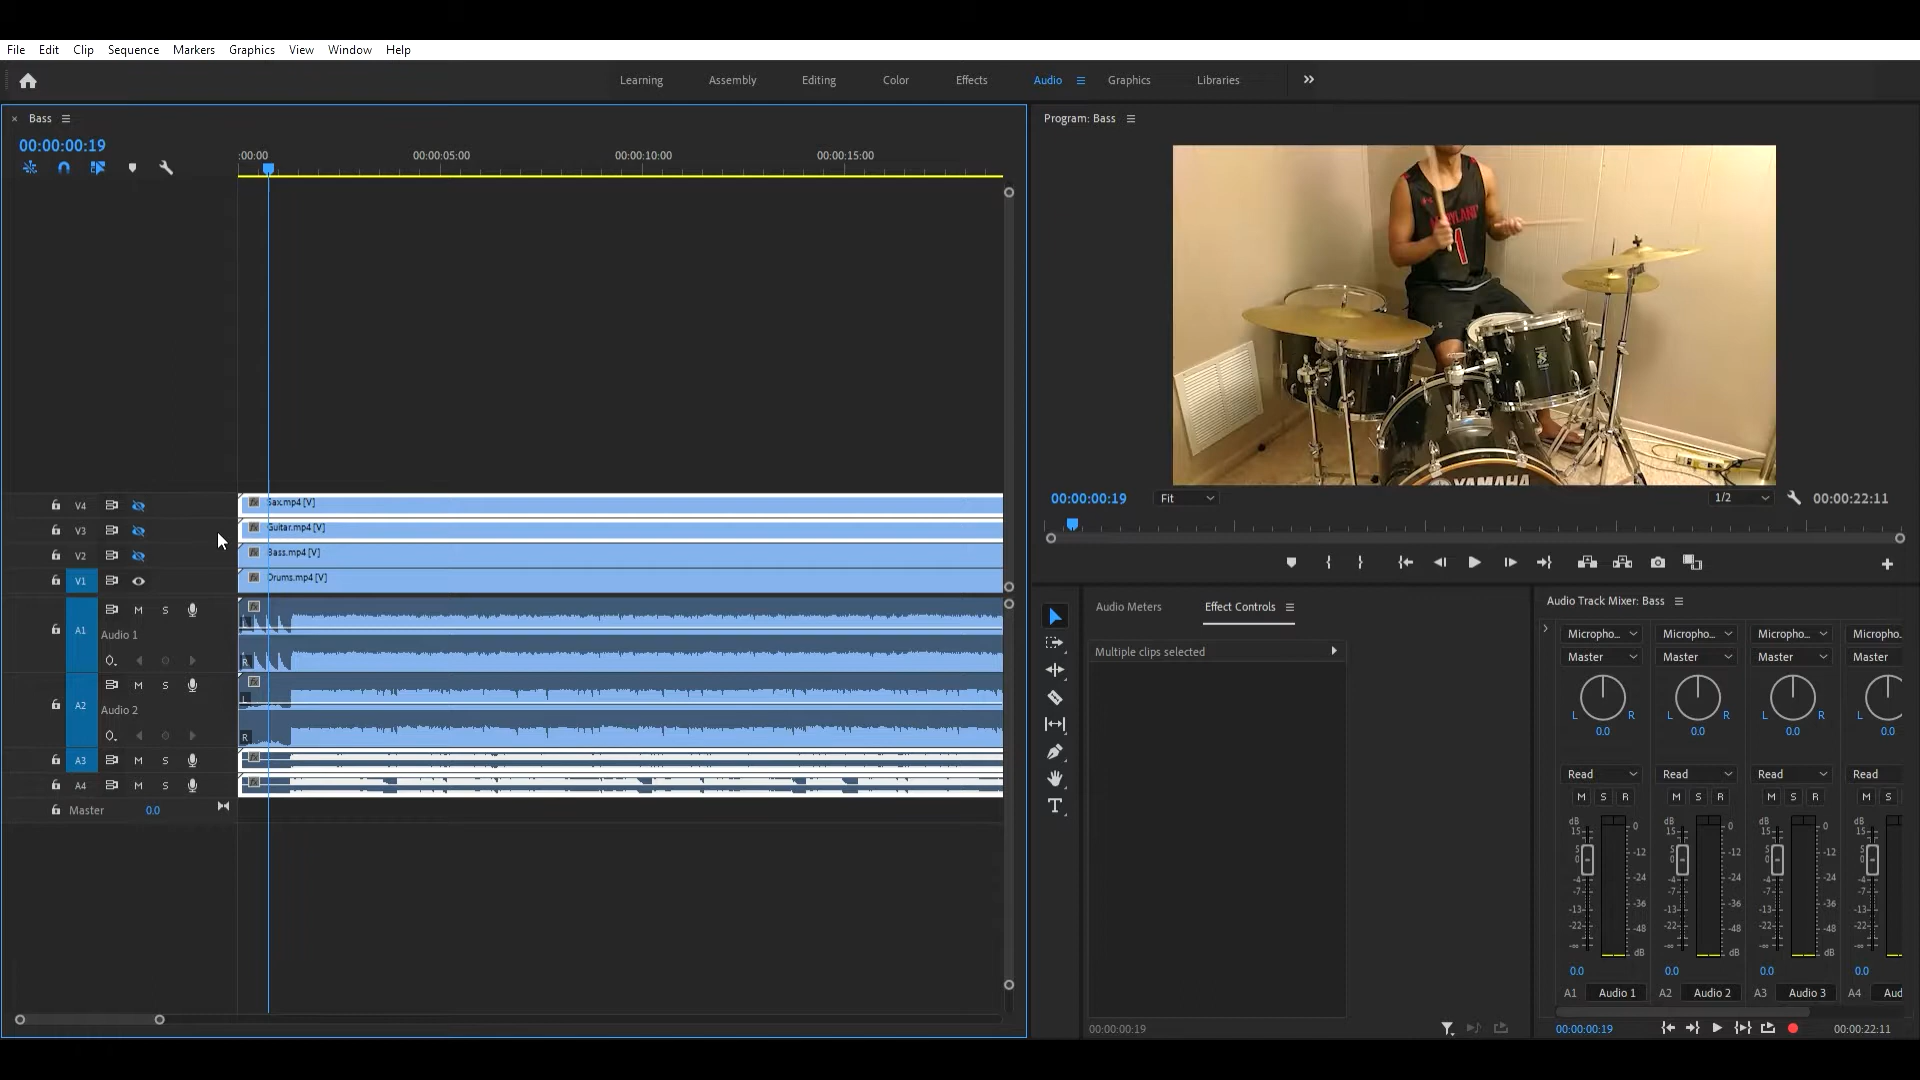 File Edit Clip Sequence Markers Graphics View Window Help
Learning Assembly Editing Color Effects Audio Graphics Libraries
Bass
00:00:00:19
:00:00 00:00:05:00 00:00:10:00 00:00:15:00
V4 Sax.mp4 [V]
V3 Guitar.mp4 [V]
V2 Bass.mp4 [V]
V1 Drums.mp4 [V]
A1 M S
Audio 1
R
A2 M S
Audio 2
L
R
A3 M S
A4 M S
Master 0.0
Program: Bass
MARYLAND
1
YAMAHA
00:00:00:19 Fit 1/2 00:00:22:11
Audio Meters Effect Controls
Multiple clips selected
00:00:00:19
Audio Track Mixer: Bass
Micropho... Micropho... Micropho... Micropho.
Master Master Master Master
L R L R L R L
0.0 0.0 0.0 0.0
Read Read Read Read
M S R M S R M S R M S
dB dB dB dB
15 0 15 0 15 0 15
5 5 5 5
0 -12 0 -12 0 -12 0
-4 -24 -4 -24 -4 -24 -4
-7 -7 -7 -7
-13 -36 -13 -36 -13 -36 -13
-22 -48 -22 -48 -22 -48 -22
-∞ dB -∞ dB -∞ dB -∞
0.0 0.0 0.0 0.0
A1 Audio 1 A2 Audio 2 A3 Audio 3 A4 Aud
00:00:00:19 00:00:22:11